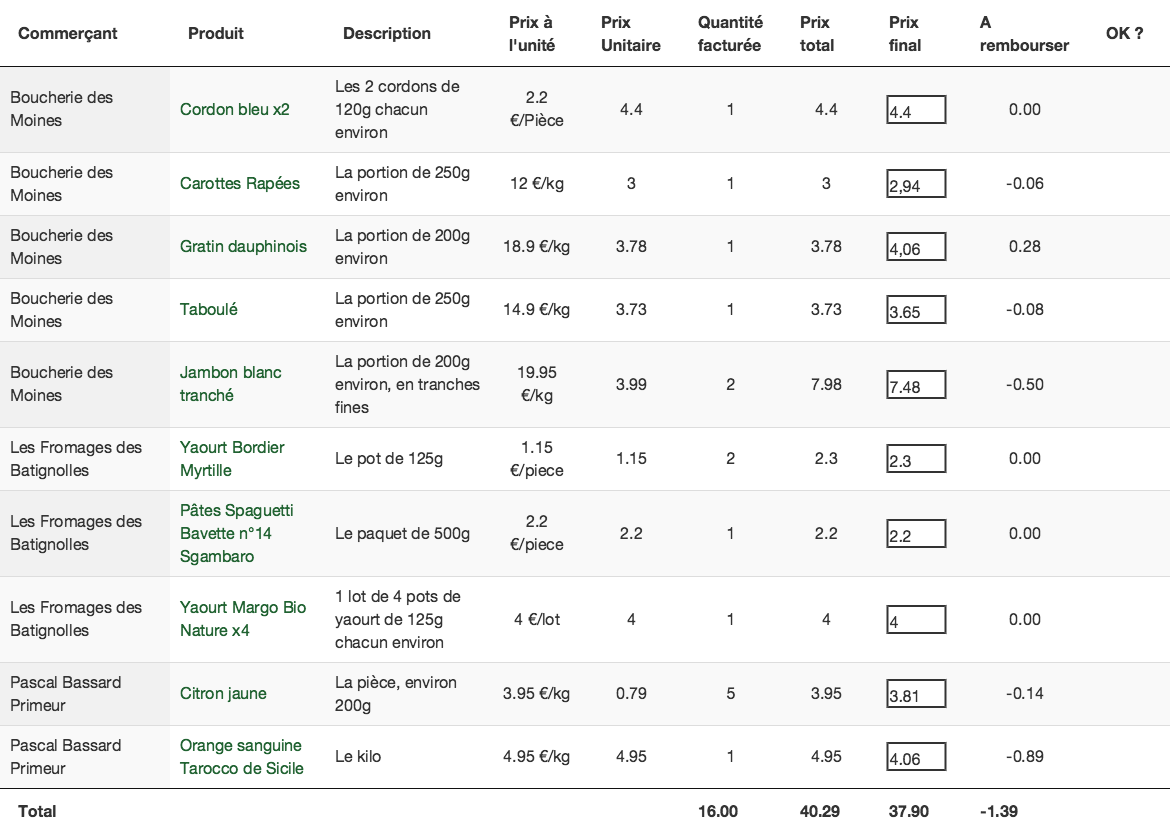 Commerçant Produit Description Prix à l'unité Prix Unitaire Quantité facturée Prix total Prix final A rembourser OK ?
Boucherie des Moines Cordon bleu x2 Les 2 cordons de 120g chacun environ 2.2 €/Pièce 4.4 1 4.4 4.4 0.00
Boucherie des Moines Carottes Rapées La portion de 250g environ 12 €/kg 3 1 3 2,94 -0.06
Boucherie des Moines Gratin dauphinois La portion de 200g environ 18.9 €/kg 3.78 1 3.78 4,06 0.28
Boucherie des Moines Taboulé La portion de 250g environ 14.9 €/kg 3.73 1 3.73 3.65 -0.08
Boucherie des Moines Jambon blanc tranché La portion de 200g environ, en tranches fines 19.95 €/kg 3.99 2 7.98 7.48 -0.50
Les Fromages des Batignolles Yaourt Bordier Myrtille Le pot de 125g 1.15 €/piece 1.15 2 2.3 2.3 0.00
Les Fromages des Batignolles Pâtes Spaguetti Bavette n°14 Sgambaro Le paquet de 500g 2.2 €/piece 2.2 1 2.2 2.2 0.00
Les Fromages des Batignolles Yaourt Margo Bio Nature x4 1 lot de 4 pots de yaourt de 125g chacun environ 4 €/lot 4 1 4 4 0.00
Pascal Bassard Primeur Citron jaune La pièce, environ 200g 3.95 €/kg 0.79 5 3.95 3.81 -0.14
Pascal Bassard Primeur Orange sanguine Tarocco de Sicile Le kilo 4.95 €/kg 4.95 1 4.95 4.06 -0.89
Total 16.00 40.29 37.90 -1.39